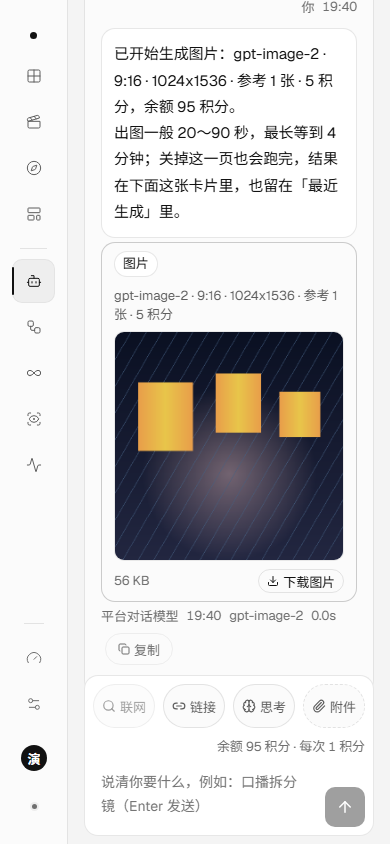 你 19:40
已开始生成图片：gpt-image-2 ·
9:16 · 1024x1536 · 参考 1 张 · 5 积
分，余额 95 积分。
出图一般 20～90 秒，最长等到 4
分钟；关掉这一页也会跑完，结果
在下面这张卡片里，也留在「最近
生成」里。
图片
gpt-image-2 · 9:16 · 1024x1536 · 参考 1
张 · 5 积分
56 KB
下载图片
平台对话模型 19:40 gpt-image-2 0.0s
复制
联网 链接 思考 附件
余额 95 积分 · 每次 1 积分
说清你要什么，例如：口播拆分
镜（Enter 发送）
演